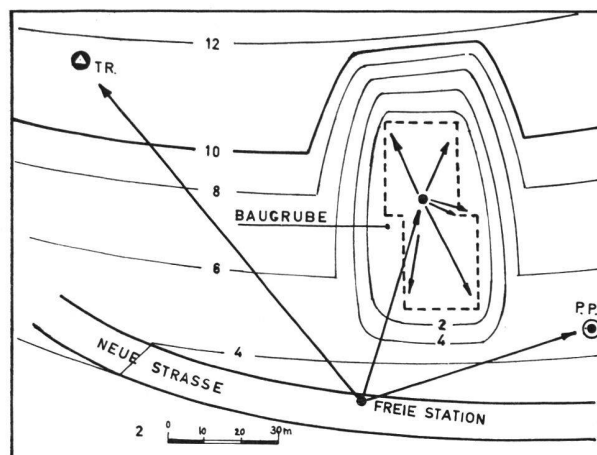 12
TR.
10
8
BAUGRUBE
6
2
4
P.P.
4
NEUE STRASSE
FREIE STATION
2
0 10 20 30m